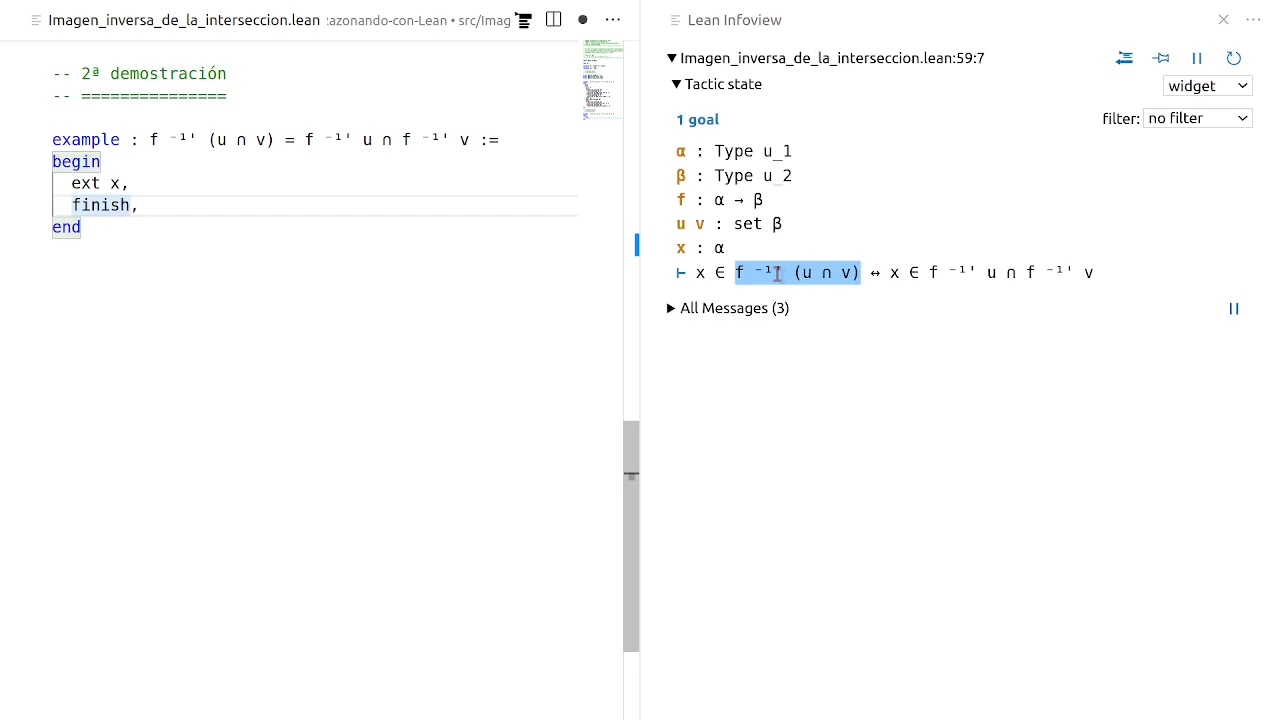 Imagen_inversa_de_la_interseccion.lean azonando-con-Lean • src/Imag
-- 2ª demostración
-- ===============
example : f ⁻¹' (u ∩ v) = f ⁻¹' u ∩ f ⁻¹' v :=
begin
  ext x,
  finish,
end
Lean Infoview
Imagen_inversa_de_la_interseccion.lean:59:7
Tactic state
widget
1 goal
filter: no filter
α : Type u_1
β : Type u_2
f : α → β
u v : set β
x : α
⊢ x ∈ f ⁻¹' (u ∩ v) ↔ x ∈ f ⁻¹' u ∩ f ⁻¹' v
All Messages (3)